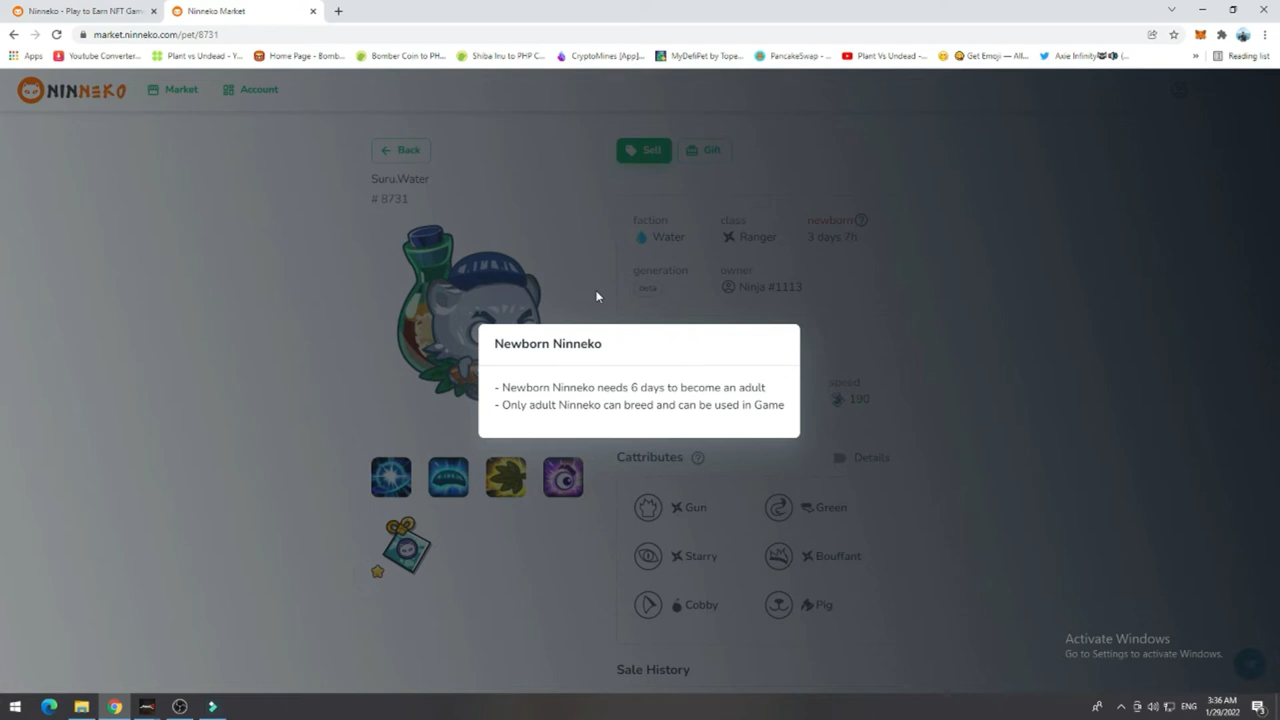 Ninneko - Play to Earn NFT Gam
Ninneko Market
market.ninneko.com/pet/8731
Apps
Youtube Converter...
Plant vs Undead - Y...
Home Page - Bomb...
Bomber Coin to PH...
Shiba Inu to PHP C...
CryptoMines [App]...
MyDeFiPet by Tope...
PancakeSwap - ...
Plant Vs Undead -...
Get Emoji — All...
Axie Infinity (...
»
Reading list
NINNEKO
Market
Account
Back
Sell
Gift
Suru.Water
# 8731
faction
class
newborn
Water
Ranger
3 days 7h
generation
owner
beta
Ninja #1113
Newborn Ninneko
- Newborn Ninneko needs 6 days to become an adult
- Only adult Ninneko can breed and can be used in Game
speed
190
Cattributes
Details
Gun
Green
Starry
Bouffant
Cobby
Pig
Sale History
Activate Windows
Go to Settings to activate Windows.
ENG
3:36 AM
1/29/2022